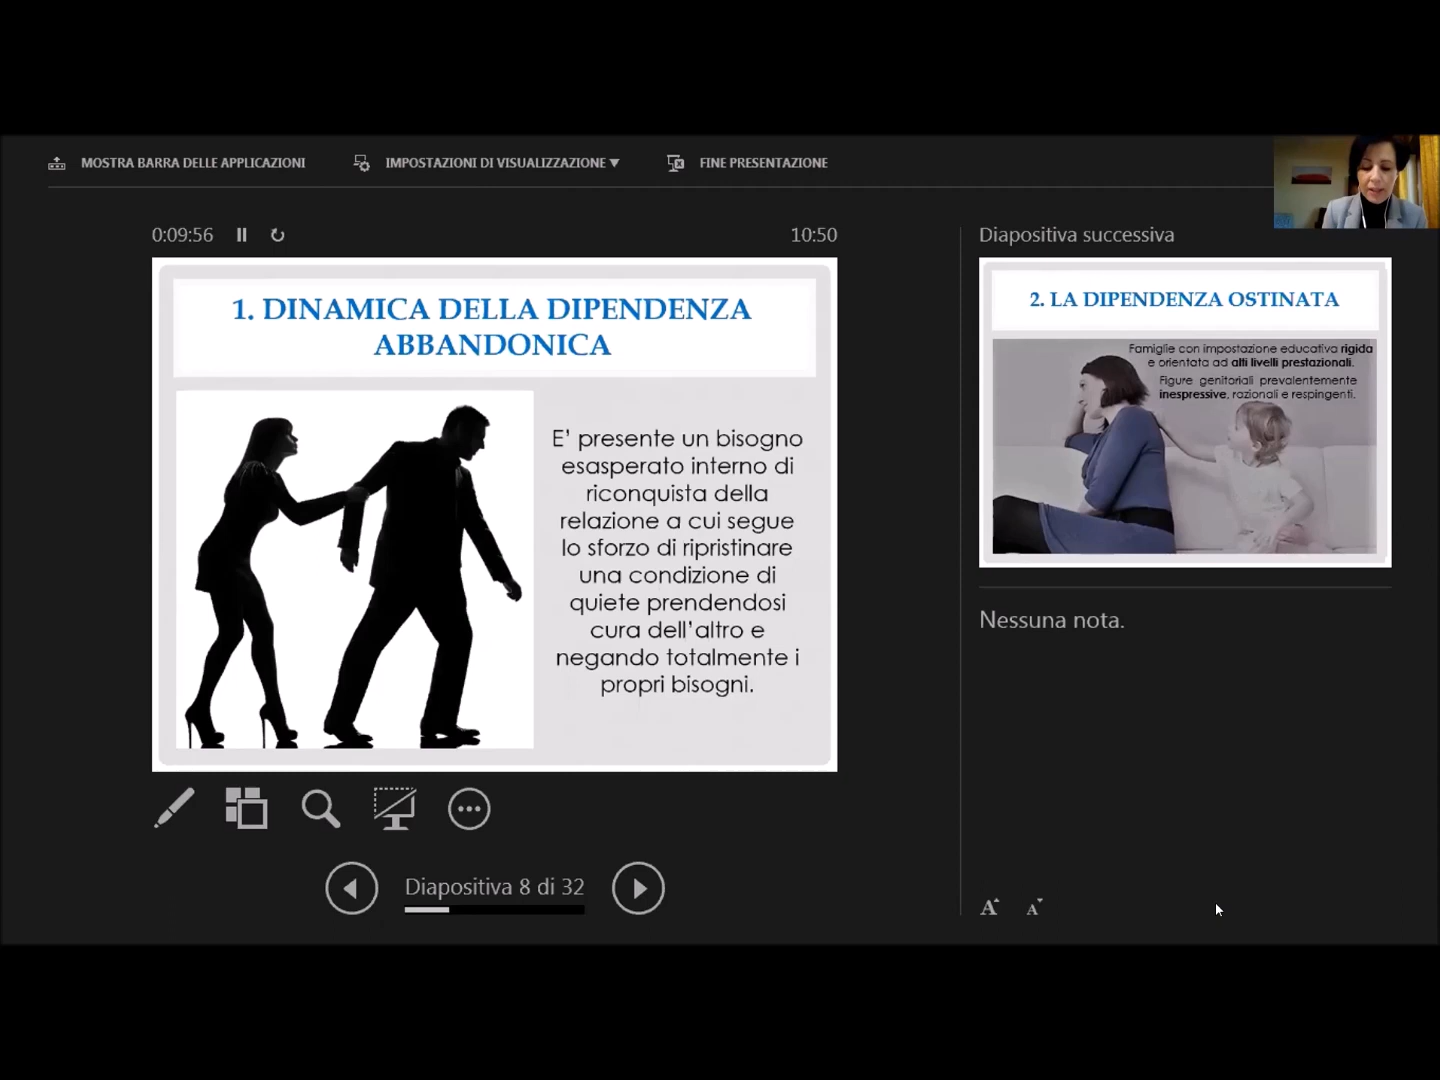 MOSTRA BARRA DELLE APPLICAZIONI
IMPOSTAZIONI DI VISUALIZZAZIONE ▼
FINE PRESENTAZIONE
0:09:56
10:50
1. DINAMICA DELLA DIPENDENZA
ABBANDONICA
E' presente un bisogno
esasperato interno di
riconquista della
relazione a cui segue
lo sforzo di ripristinare
una condizione di
quiete prendendosi
cura dell'altro e
negando totalmente i
propri bisogni.
Diapositiva 8 di 32
Diapositiva successiva
2. LA DIPENDENZA OSTINATA
Famiglie con impostazione educativa rigida
e orientata ad alti livelli prestazionali.
Figure genitoriali prevalentemente
inespressive, razionali e respingenti.
Nessuna nota.
A A